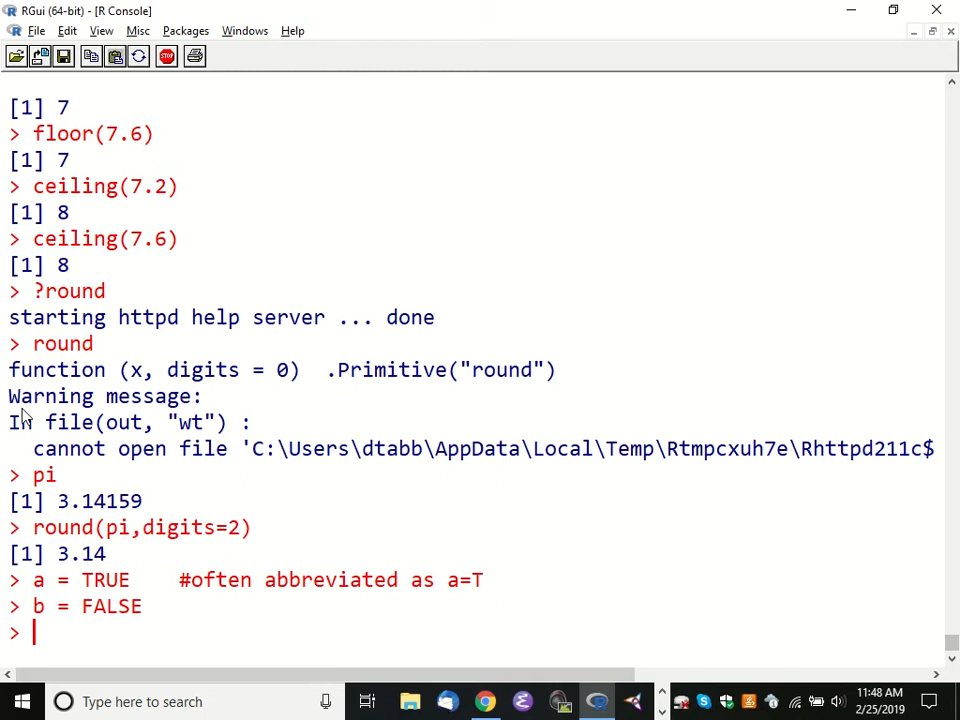 RGui (64-bit) - [R Console]
File Edit View Misc Packages Windows Help
STOP
[1] 7
> floor(7.6)
[1] 7
> ceiling(7.2)
[1] 8
> ceiling(7.6)
[1] 8
> ?round
starting httpd help server ... done
> round
function (x, digits = 0)  .Primitive("round")
Warning message:
In file(out, "wt") :
  cannot open file 'C:\Users\dtabb\AppData\Local\Temp\Rtmpcxuh7e\Rhttpd211c$
> pi
[1] 3.14159
> round(pi,digits=2)
[1] 3.14
> a = TRUE    #often abbreviated as a=T
> b = FALSE
>
Type here to search
11:48 AM
2/25/2019